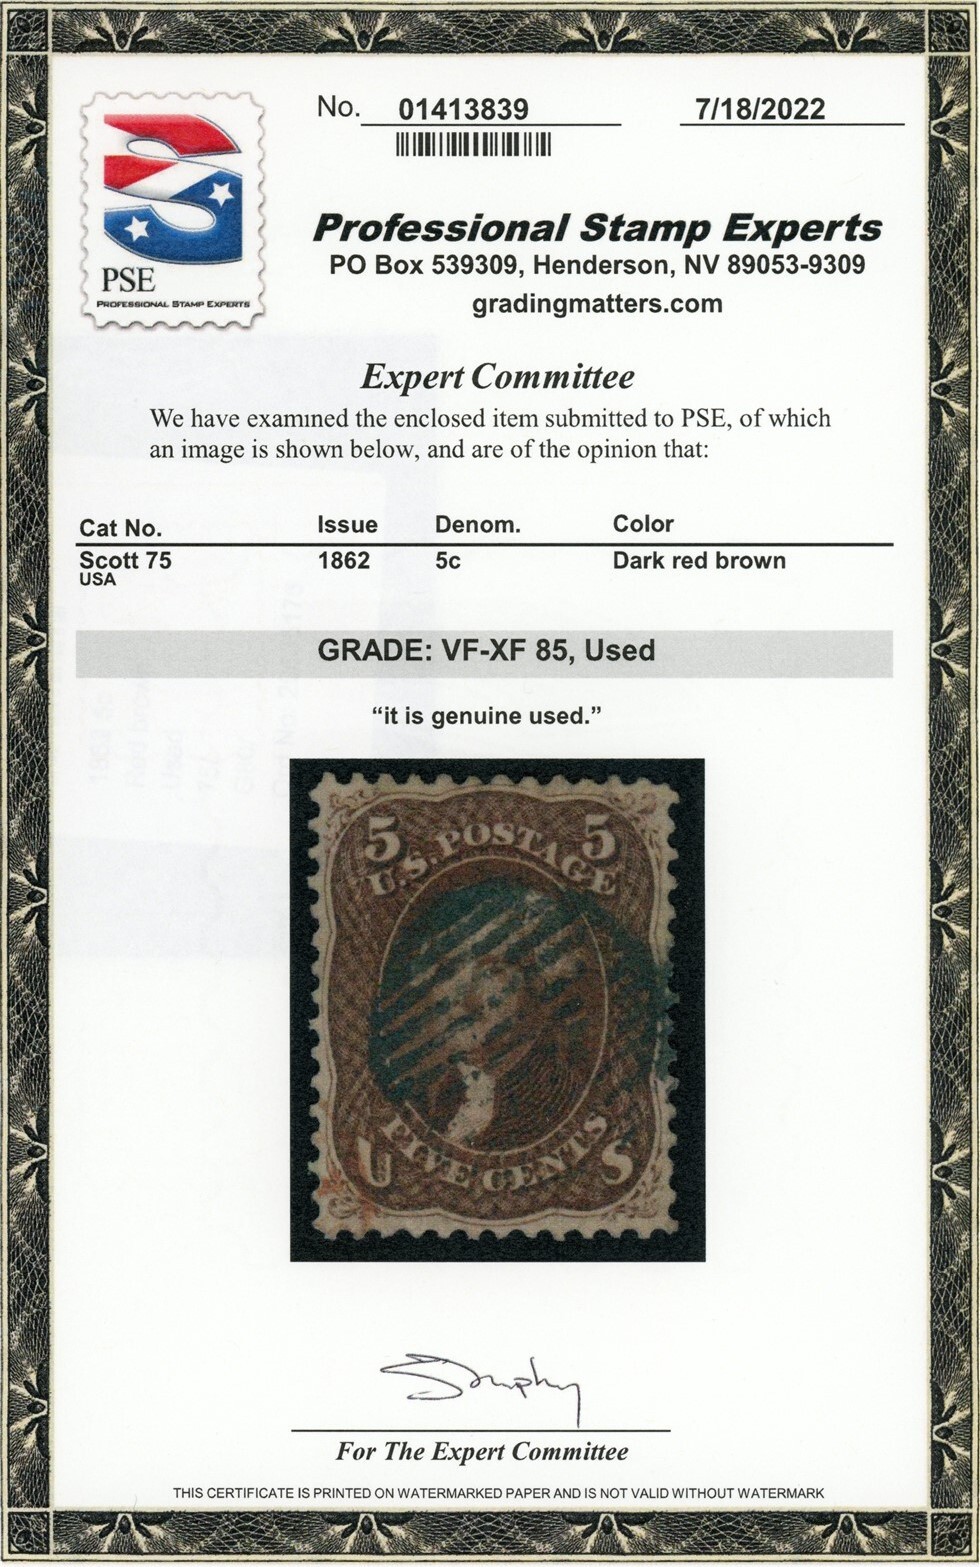 No. 01413839 7/18/2022
PSE
PROFESSIONAL STAMP EXPERTS
Professional Stamp Experts
PO Box 539309, Henderson, NV 89053-9309
gradingmatters.com
Expert Committee
We have examined the enclosed item submitted to PSE, of which
an image is shown below, and are of the opinion that:
Cat No. Issue Denom. Color
Scott 75 1862 5c Dark red brown
USA
GRADE: VF-XF 85, Used
“it is genuine used.”
5 5
U.S. POSTAGE
FIVE CENTS
U S
For The Expert Committee
THIS CERTIFICATE IS PRINTED ON WATERMARKED PAPER AND IS NOT VALID WITHOUT WATERMARK